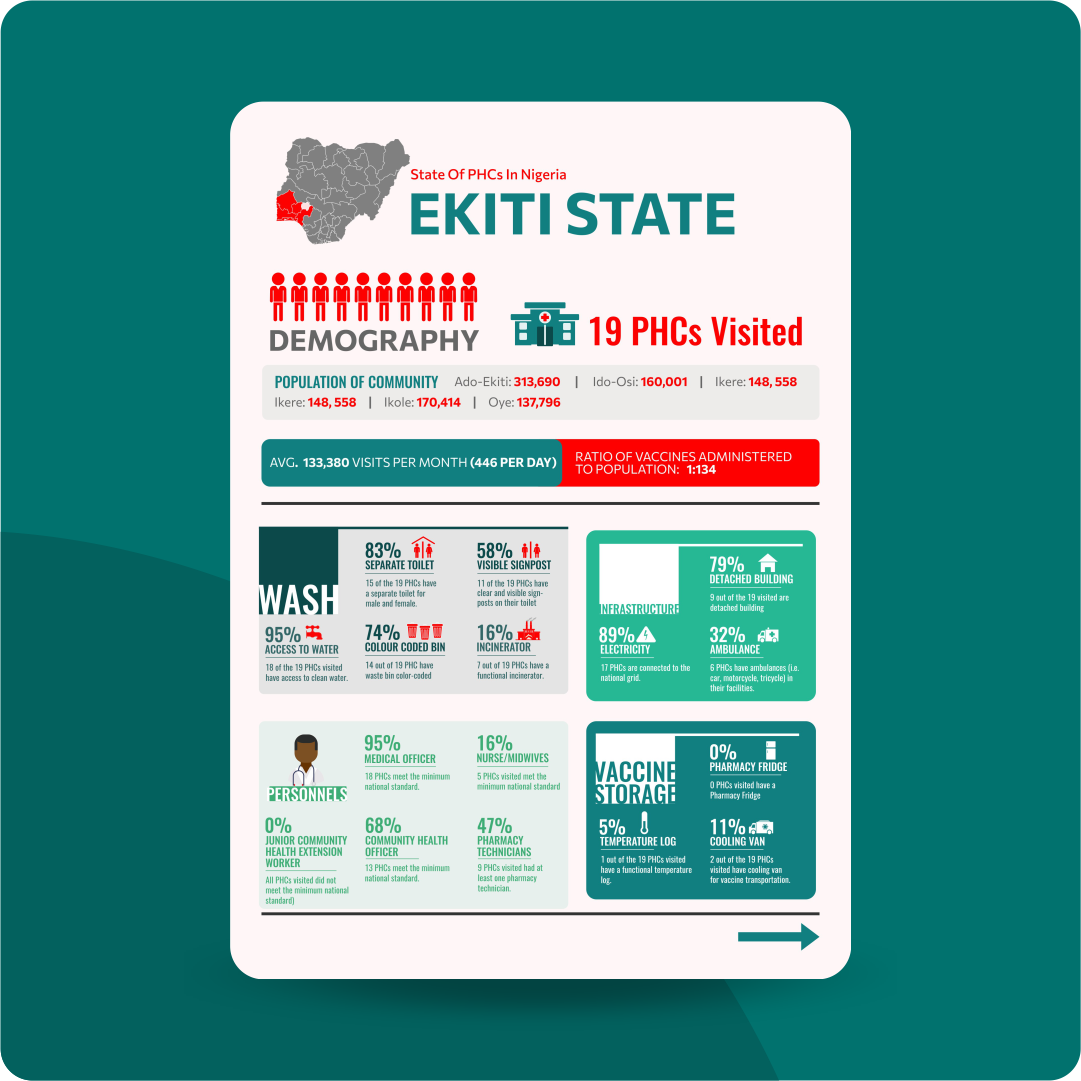 State Of PHCs In Nigeria
EKITI STATE
DEMOGRAPHY
19 PHCs Visited
POPULATION OF COMMUNITY Ado-Ekiti: 313,690 | Ido-Osi: 160,001 | Ikere: 148, 558
Ikere: 148, 558 | Ikole: 170,414 | Oye: 137,796
AVG. 133,380 VISITS PER MONTH (446 PER DAY)
RATIO OF VACCINES ADMINISTERED
TO POPULATION: 1:134
WASH
83%
SEPARATE TOILET
15 of the 19 PHCs have
a separate toilet for
male and female.
58%
VISIBLE SIGNPOST
11 of the 19 PHCs have
clear and visible sign-
posts on their toilet
95%
ACCESS TO WATER
18 of the 19 PHCs visited
have access to clean water.
74%
COLOUR CODED BIN
14 out of 19 PHC have
waste bin color-coded
16%
INCINERATOR
7 out of 19 PHCs have a
functional incinerator.
INFRASTRUCTURE
79%
DETACHED BUILDING
9 out of the 19 visited are
detached building
89%
ELECTRICITY
17 PHCs are connected to the
national grid.
32%
AMBULANCE
6 PHCs have ambulances (i.e.
car, motorcycle, tricycle) in
their facilities.
PERSONNELS
95%
MEDICAL OFFICER
18 PHCs meet the minimum
national standard.
16%
NURSE/MIDWIVES
5 PHCs visited met the
minimum national standard
0%
JUNIOR COMMUNITY
HEALTH EXTENSION
WORKER
All PHCs visited did not
meet the minimum national
standard)
68%
COMMUNITY HEALTH
OFFICER
13 PHCs meet the minimum
national standard.
47%
PHARMACY
TECHNICIANS
9 PHCs visited had at
least one pharmacy
technician.
VACCINE
STORAGE
0%
PHARMACY FRIDGE
0 PHCs visited have a
Pharmacy Fridge
5%
TEMPERATURE LOG
1 out of the 19 PHCs visited
have a functional temperature
log.
11%
COOLING VAN
2 out of the 19 PHCs
visited have cooling van
for vaccine transportation.